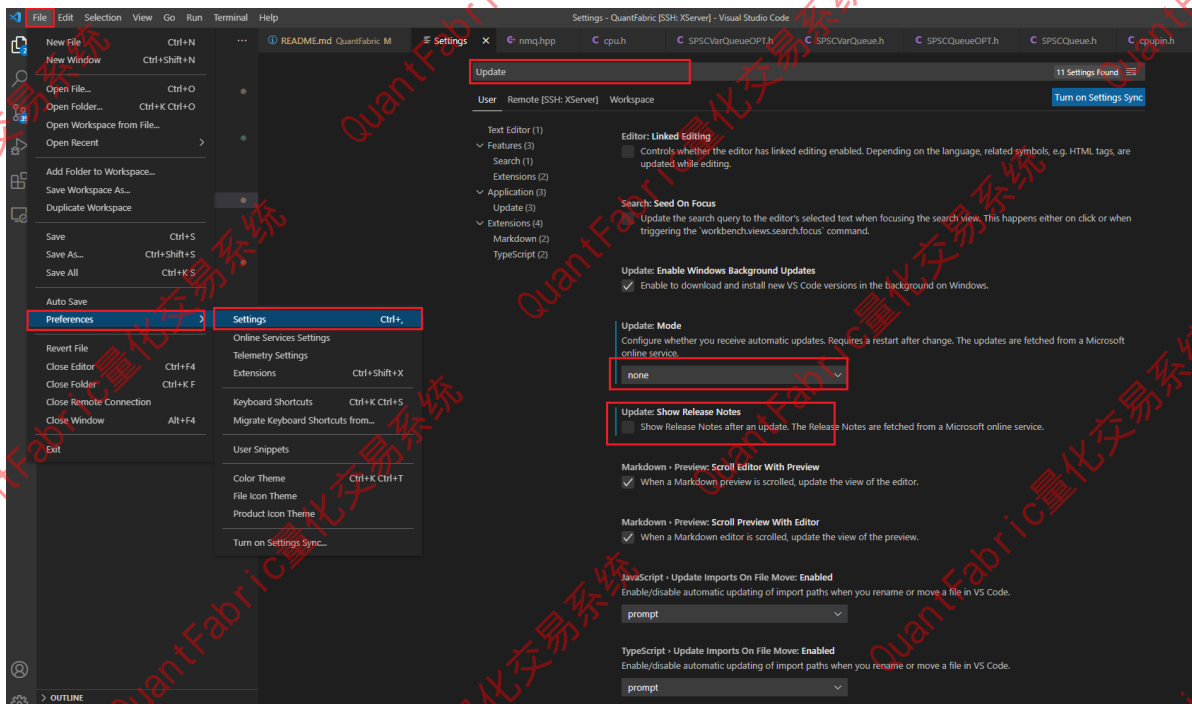 File Edit Selection View Go Run Terminal Help
Settings - QuantFabric [SSH: XServer] - Visual Studio Code
README.md QuantFabric M
Settings
nmq.hpp
cpu.h
SPSCVarQueueOPT.h
SPSCVarQueue.h
SPSCQueueOPT.h
SPSCQueue.h
cpupin.h
New File Ctrl+N
New Window Ctrl+Shift+N
Open File... Ctrl+O
Open Folder... Ctrl+K Ctrl+O
Open Workspace from File...
Open Recent
Add Folder to Workspace...
Save Workspace As...
Duplicate Workspace
Save Ctrl+S
Save As... Ctrl+Shift+S
Save All Ctrl+K S
Auto Save
Preferences
Revert File
Close Editor Ctrl+F4
Close Folder Ctrl+K F
Close Remote Connection
Close Window Alt+F4
Exit
Settings Ctrl+,
Online Services Settings
Telemetry Settings
Extensions Ctrl+Shift+X
Keyboard Shortcuts Ctrl+K Ctrl+S
Migrate Keyboard Shortcuts from...
User Snippets
Color Theme Ctrl+K Ctrl+T
File Icon Theme
Product Icon Theme
Turn on Settings Sync...
OUTLINE
Update
11 Settings Found
User Remote [SSH: XServer] Workspace
Turn on Settings Sync
Text Editor (1)
Features (3)
Search (1)
Extensions (2)
Application (3)
Update (3)
Extensions (4)
Markdown (2)
TypeScript (2)
Editor: Linked Editing
Controls whether the editor has linked editing enabled. Depending on the language, related symbols, e.g. HTML tags, are
updated while editing.
Search: Seed On Focus
Update the search query to the editor's selected text when focusing the search view. This happens either on click or when
triggering the `workbench.views.search.focus` command.
Update: Enable Windows Background Updates
Enable to download and install new VS Code versions in the background on Windows.
Update: Mode
Configure whether you receive automatic updates. Requires a restart after change. The updates are fetched from a Microsoft
online service.
none
Update: Show Release Notes
Show Release Notes after an update. The Release Notes are fetched from a Microsoft online service.
Markdown › Preview: Scroll Editor With Preview
When a Markdown preview is scrolled, update the view of the editor.
Markdown › Preview: Scroll Preview With Editor
When a Markdown editor is scrolled, update the view of the preview.
JavaScript › Update Imports On File Move: Enabled
Enable/disable automatic updating of import paths when you rename or move a file in VS Code.
prompt
TypeScript › Update Imports On File Move: Enabled
Enable/disable automatic updating of import paths when you rename or move a file in VS Code.
prompt
QuantFabric量化交易系统